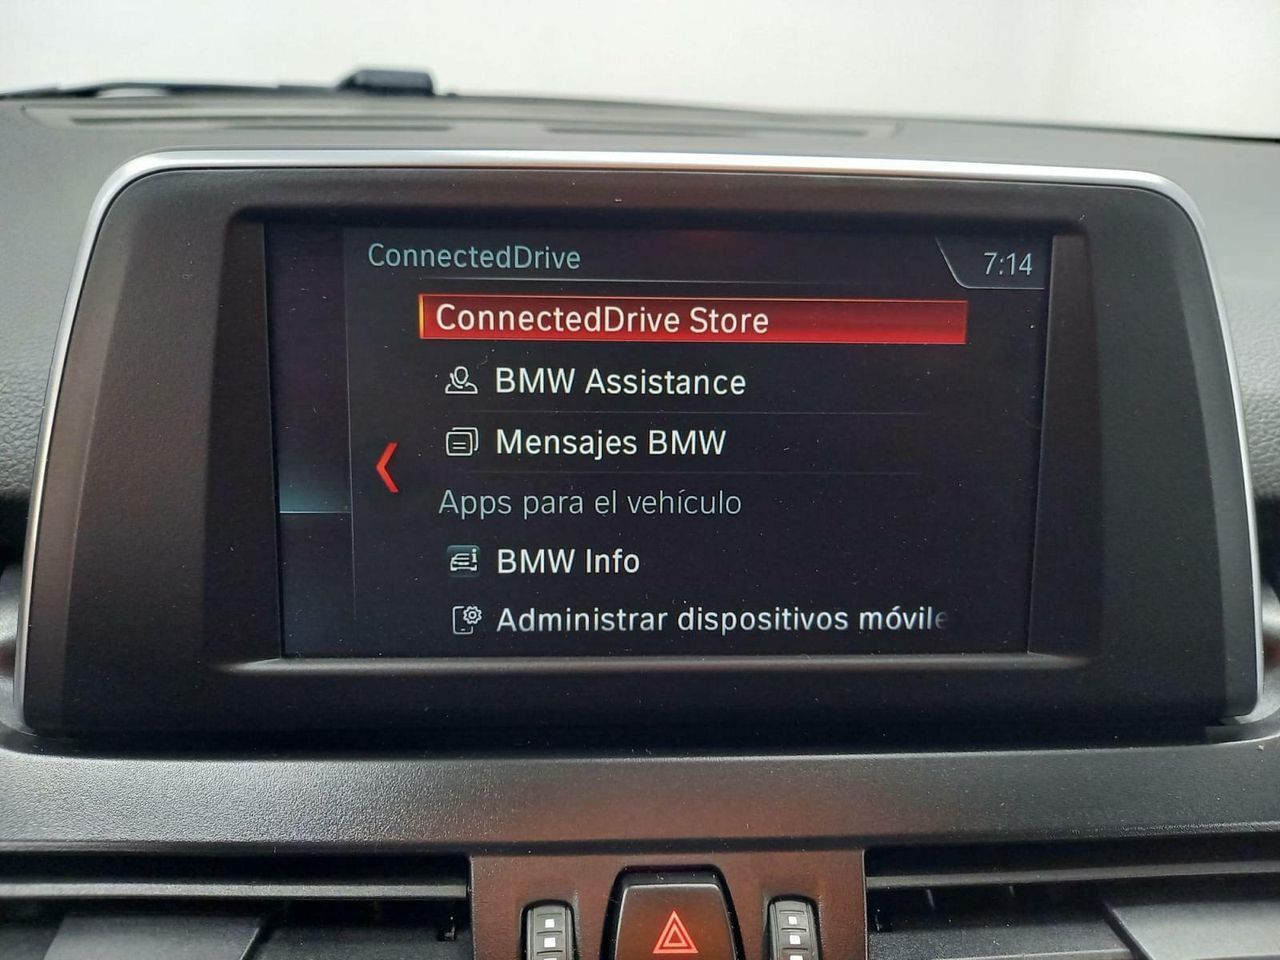 ConnectedDrive
7:14
ConnectedDrive Store
BMW Assistance
Mensajes BMW
Apps para el vehículo
BMW Info
Administrar dispositivos móvile